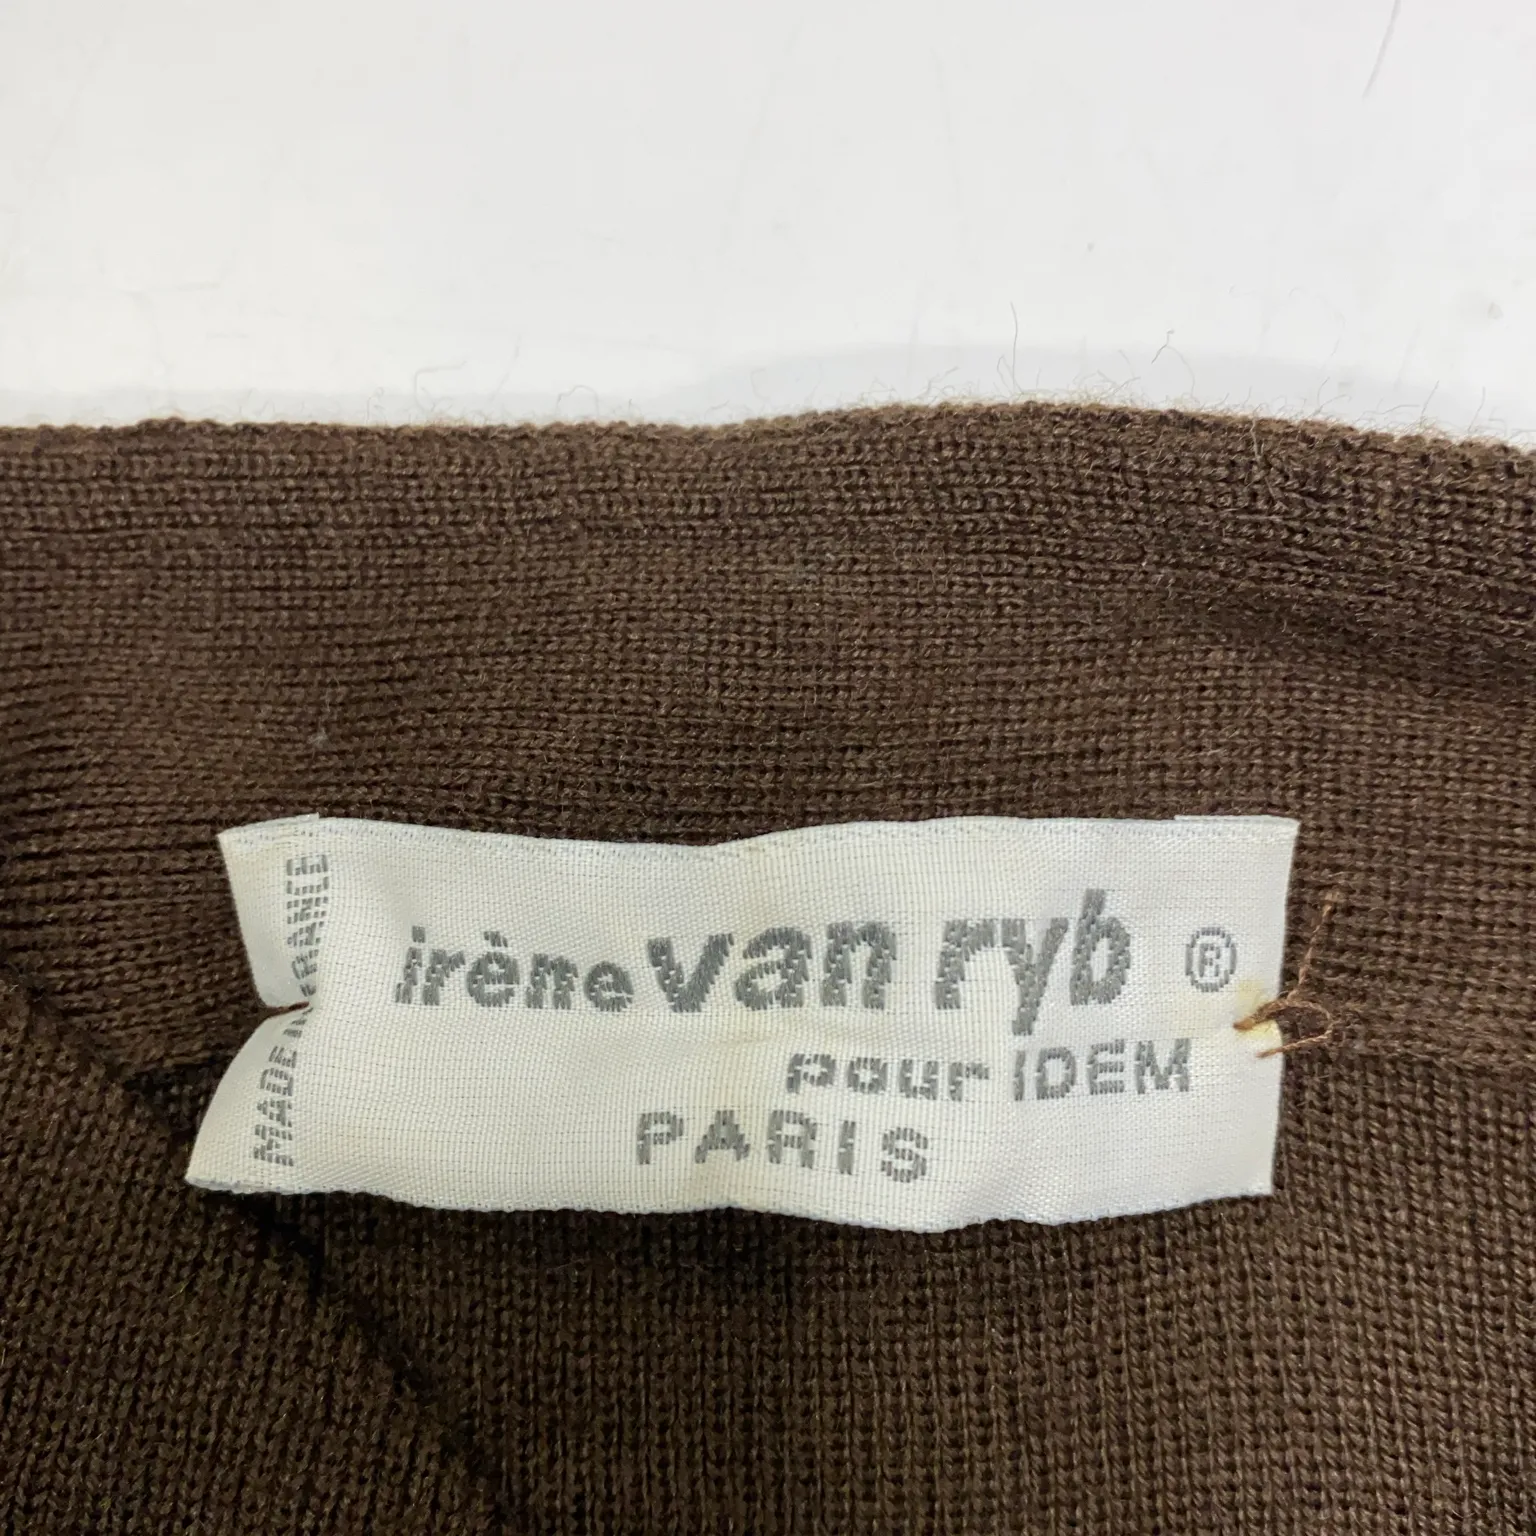 irène van ryb ®
pour IDEM
PARIS
MADE IN FRANCE